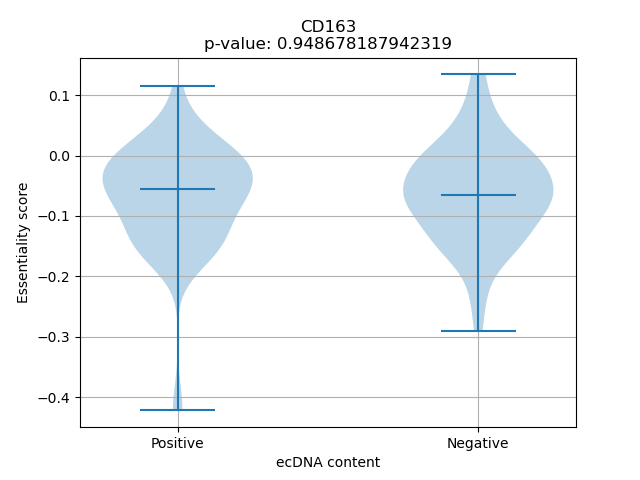 CD163
p-value: 0.948678187942319
Essentiality score
0.1
0.0
−0.1
−0.2
−0.3
−0.4
Positive
Negative
ecDNA content